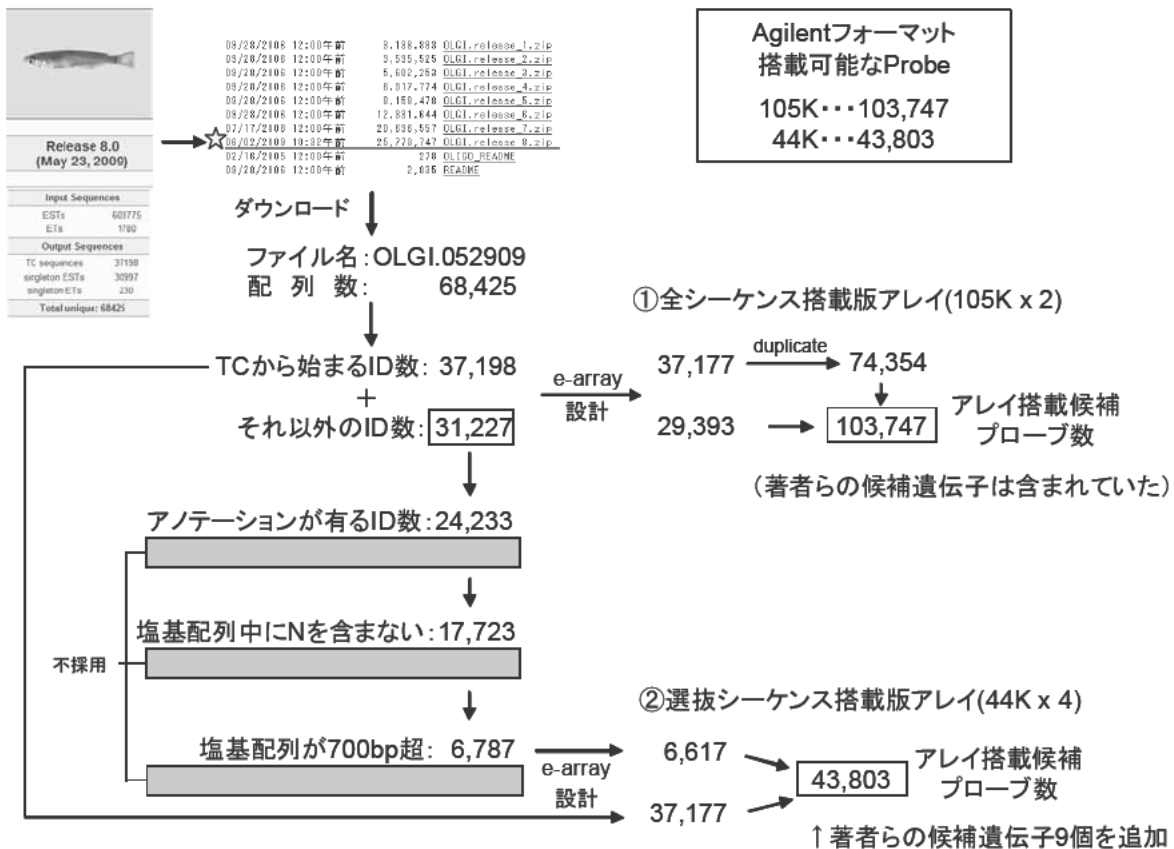 Release 8.0
(May 23, 2009)
Input Sequences
ESTs 603775
ETs 1780
Output Sequences
TC sequences 37198
singleton ESTs 30997
singleton ETs 230
Total unique: 68425
OLGI.release_1.zip
OLGI.release_2.zip
OLGI.release_3.zip
OLGI.release_4.zip
OLGI.release_5.zip
OLGI.release_6.zip
OLGI.release_7.zip
25,779,747 OLGI.release_8.zip
278 OLIGO_README
2,835 README
Agilentフォーマット
搭載可能なProbe
105K・・・103,747
44K・・・43,803
ダウンロード
ファイル名:OLGI.052909
配 列 数: 68,425
①全シーケンス搭載版アレイ(105K x 2)
TCから始まるID数: 37,198
+
それ以外のID数: 31,227
e-array
設計
37,177 duplicate 74,354
29,393 103,747
アレイ搭載候補
プローブ数
(著者らの候補遺伝子は含まれていた)
アノテーションが有るID数:24,233
塩基配列中にNを含まない:17,723
不採用
塩基配列が700bp超: 6,787
e-array
設計
②選抜シーケンス搭載版アレイ(44K x 4)
6,617
37,177
43,803
アレイ搭載候補
プローブ数
↑著者らの候補遺伝子9個を追加